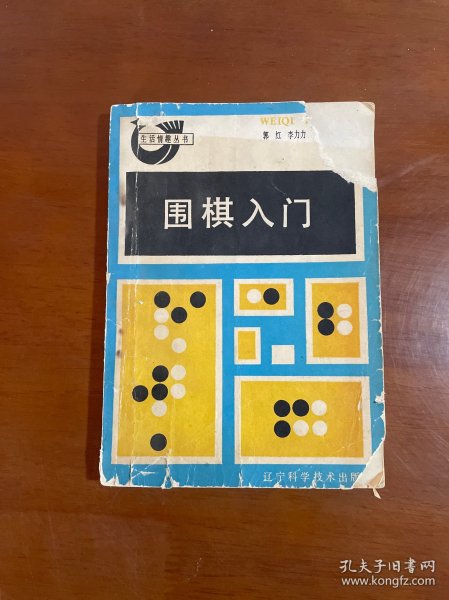 WEIQI
生活情趣丛书
郭 红 李力力
围棋入门
辽宁科学技术出版
孔夫子旧书网
www.kongfz.com